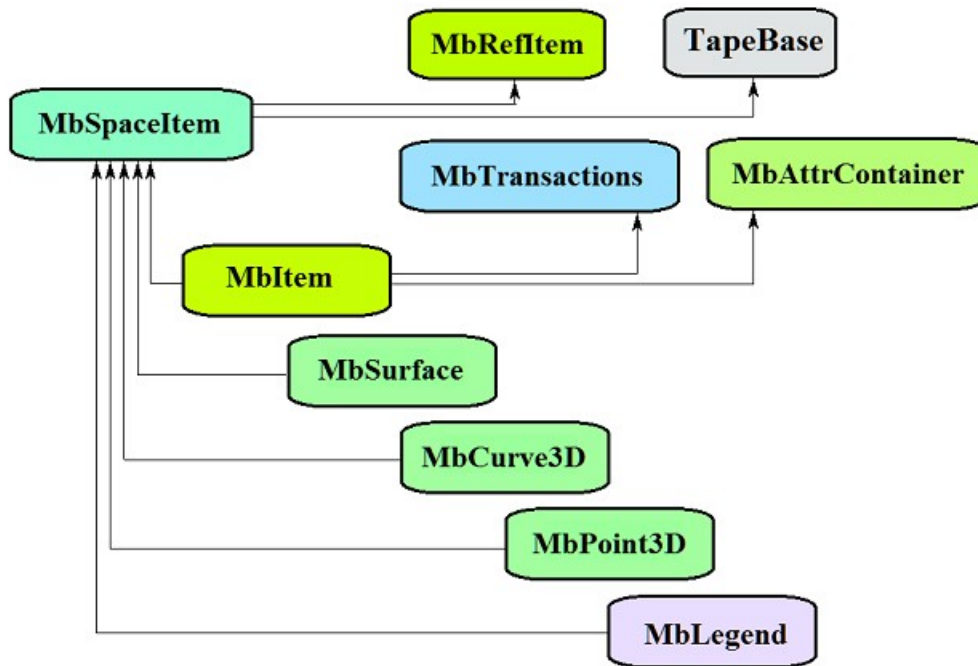 MbRefItem
TapeBase
MbSpaceItem
MbTransactions
MbAttrContainer
MbItem
MbSurface
MbCurve3D
MbPoint3D
MbLegend